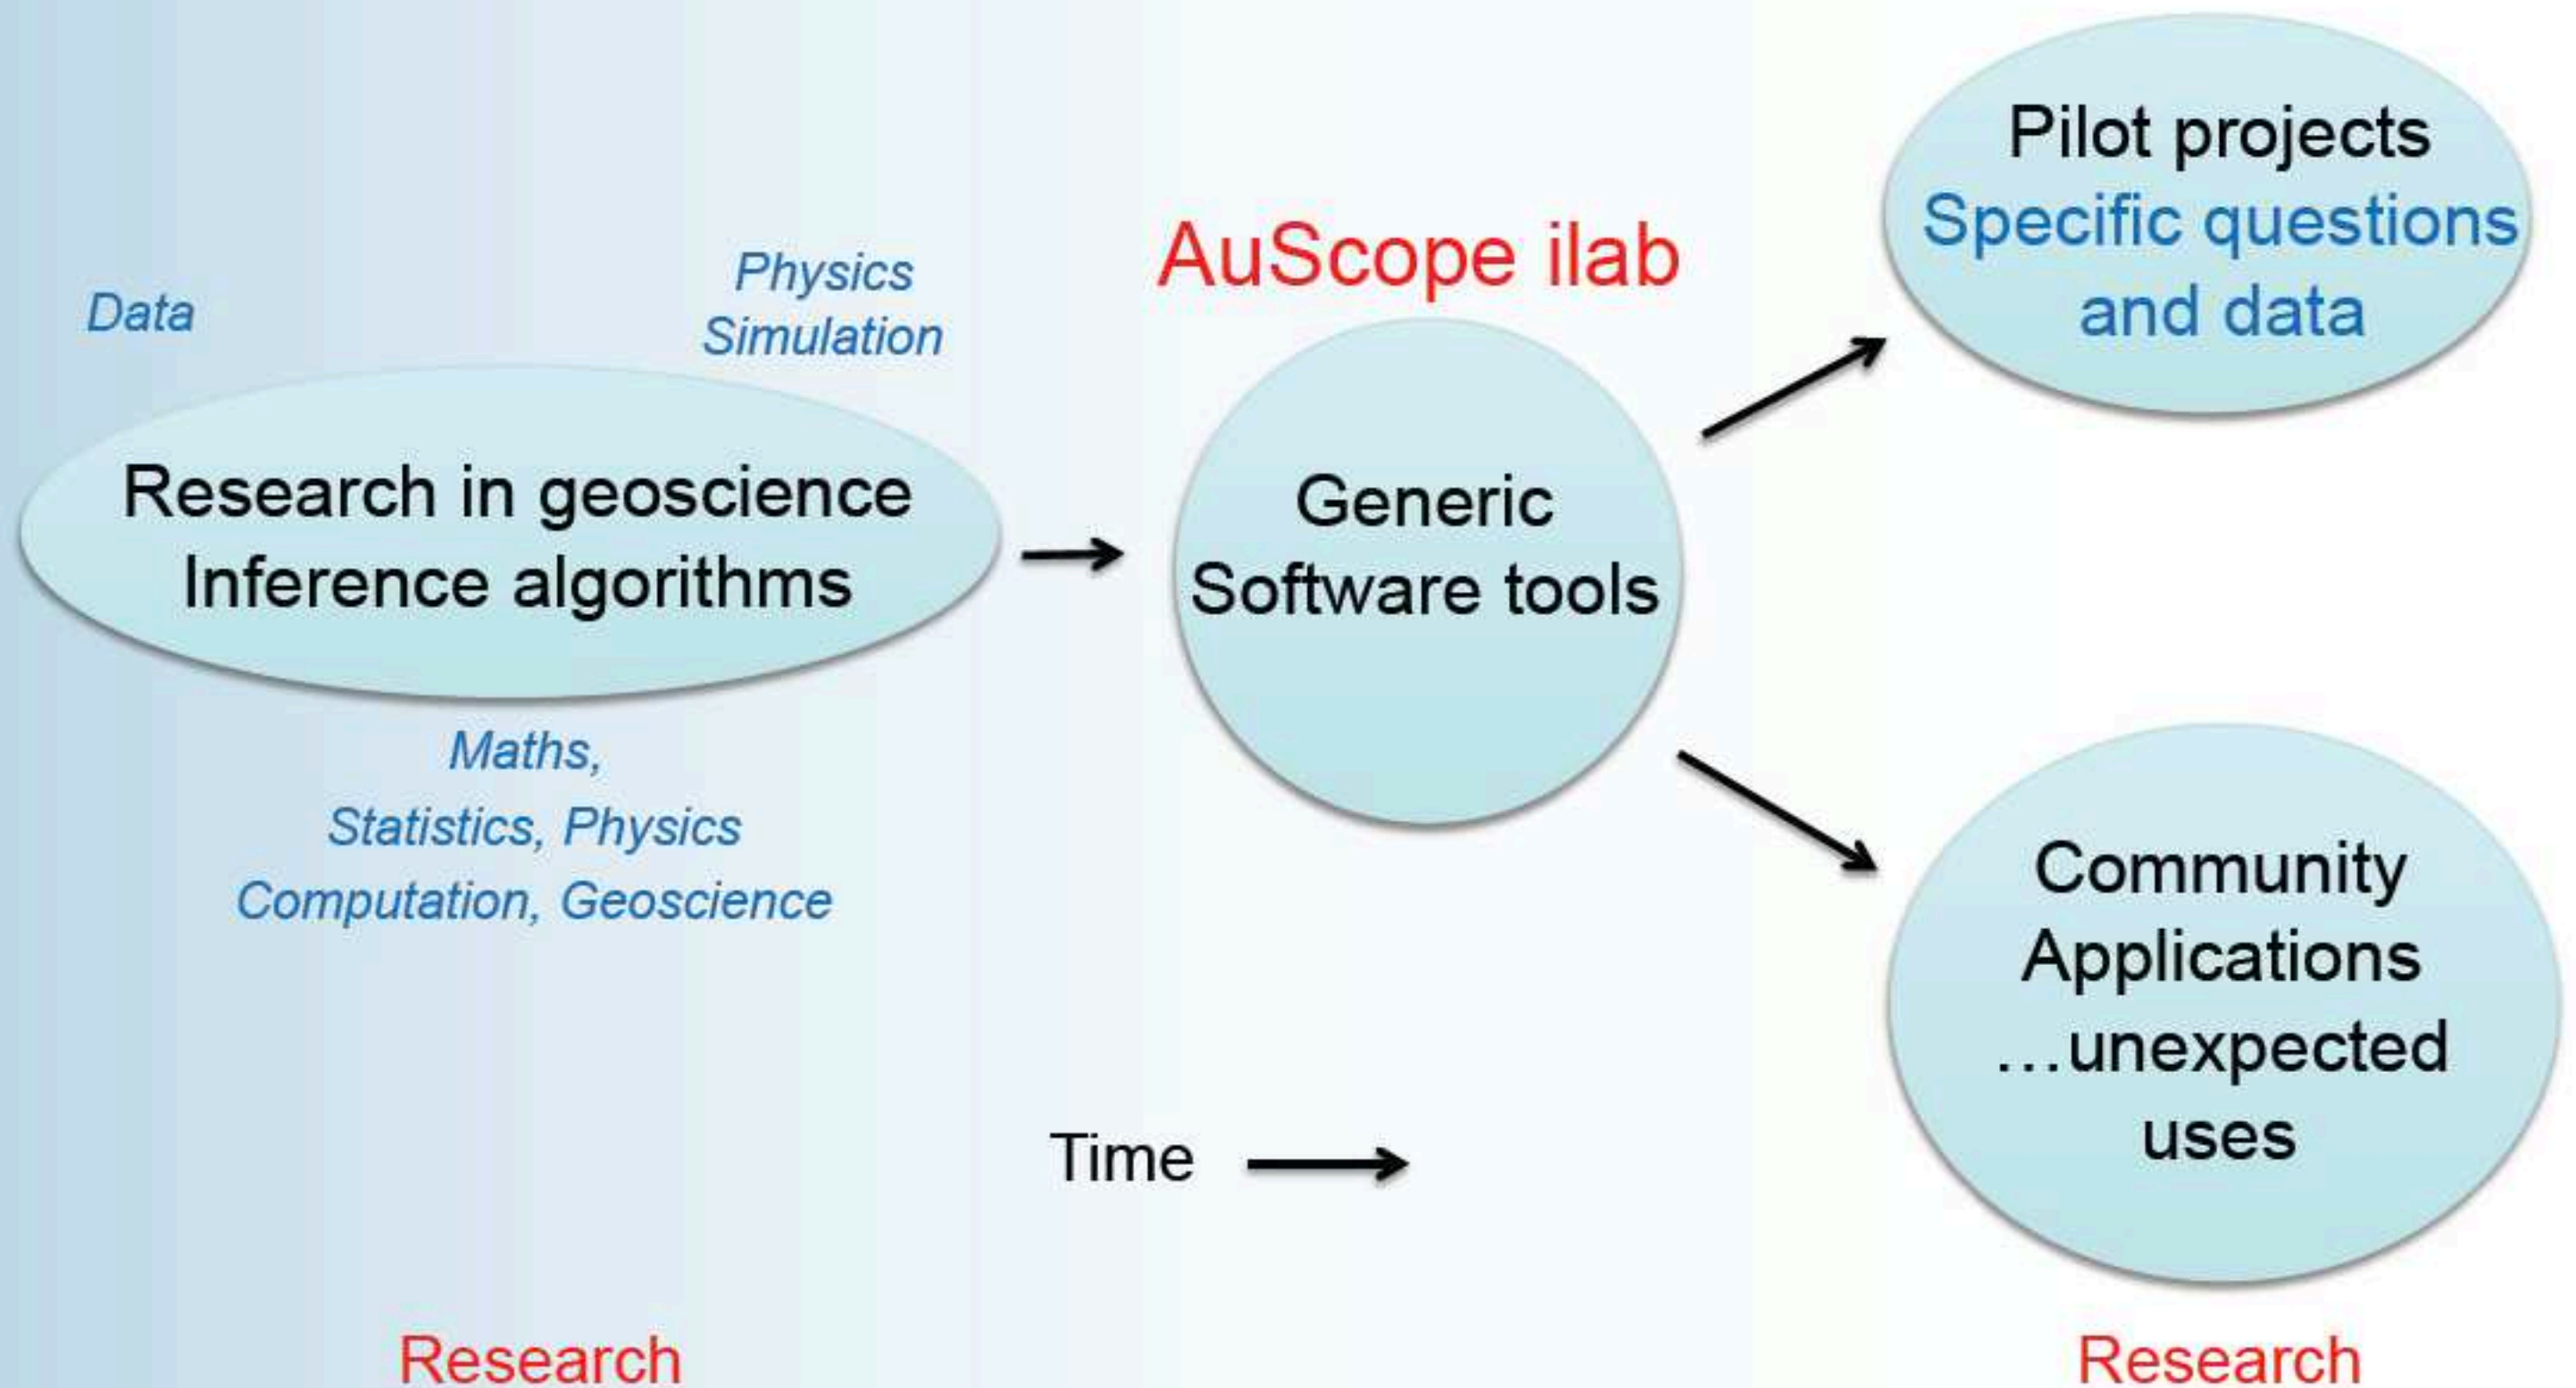 Data
Physics
Simulation
Research in geoscience
Inference algorithms
Maths,
Statistics, Physics
Computation, Geoscience
AuScope ilab
Generic
Software tools
Pilot projects
Specific questions
and data
Community
Applications
...unexpected
uses
Time
Research
Research